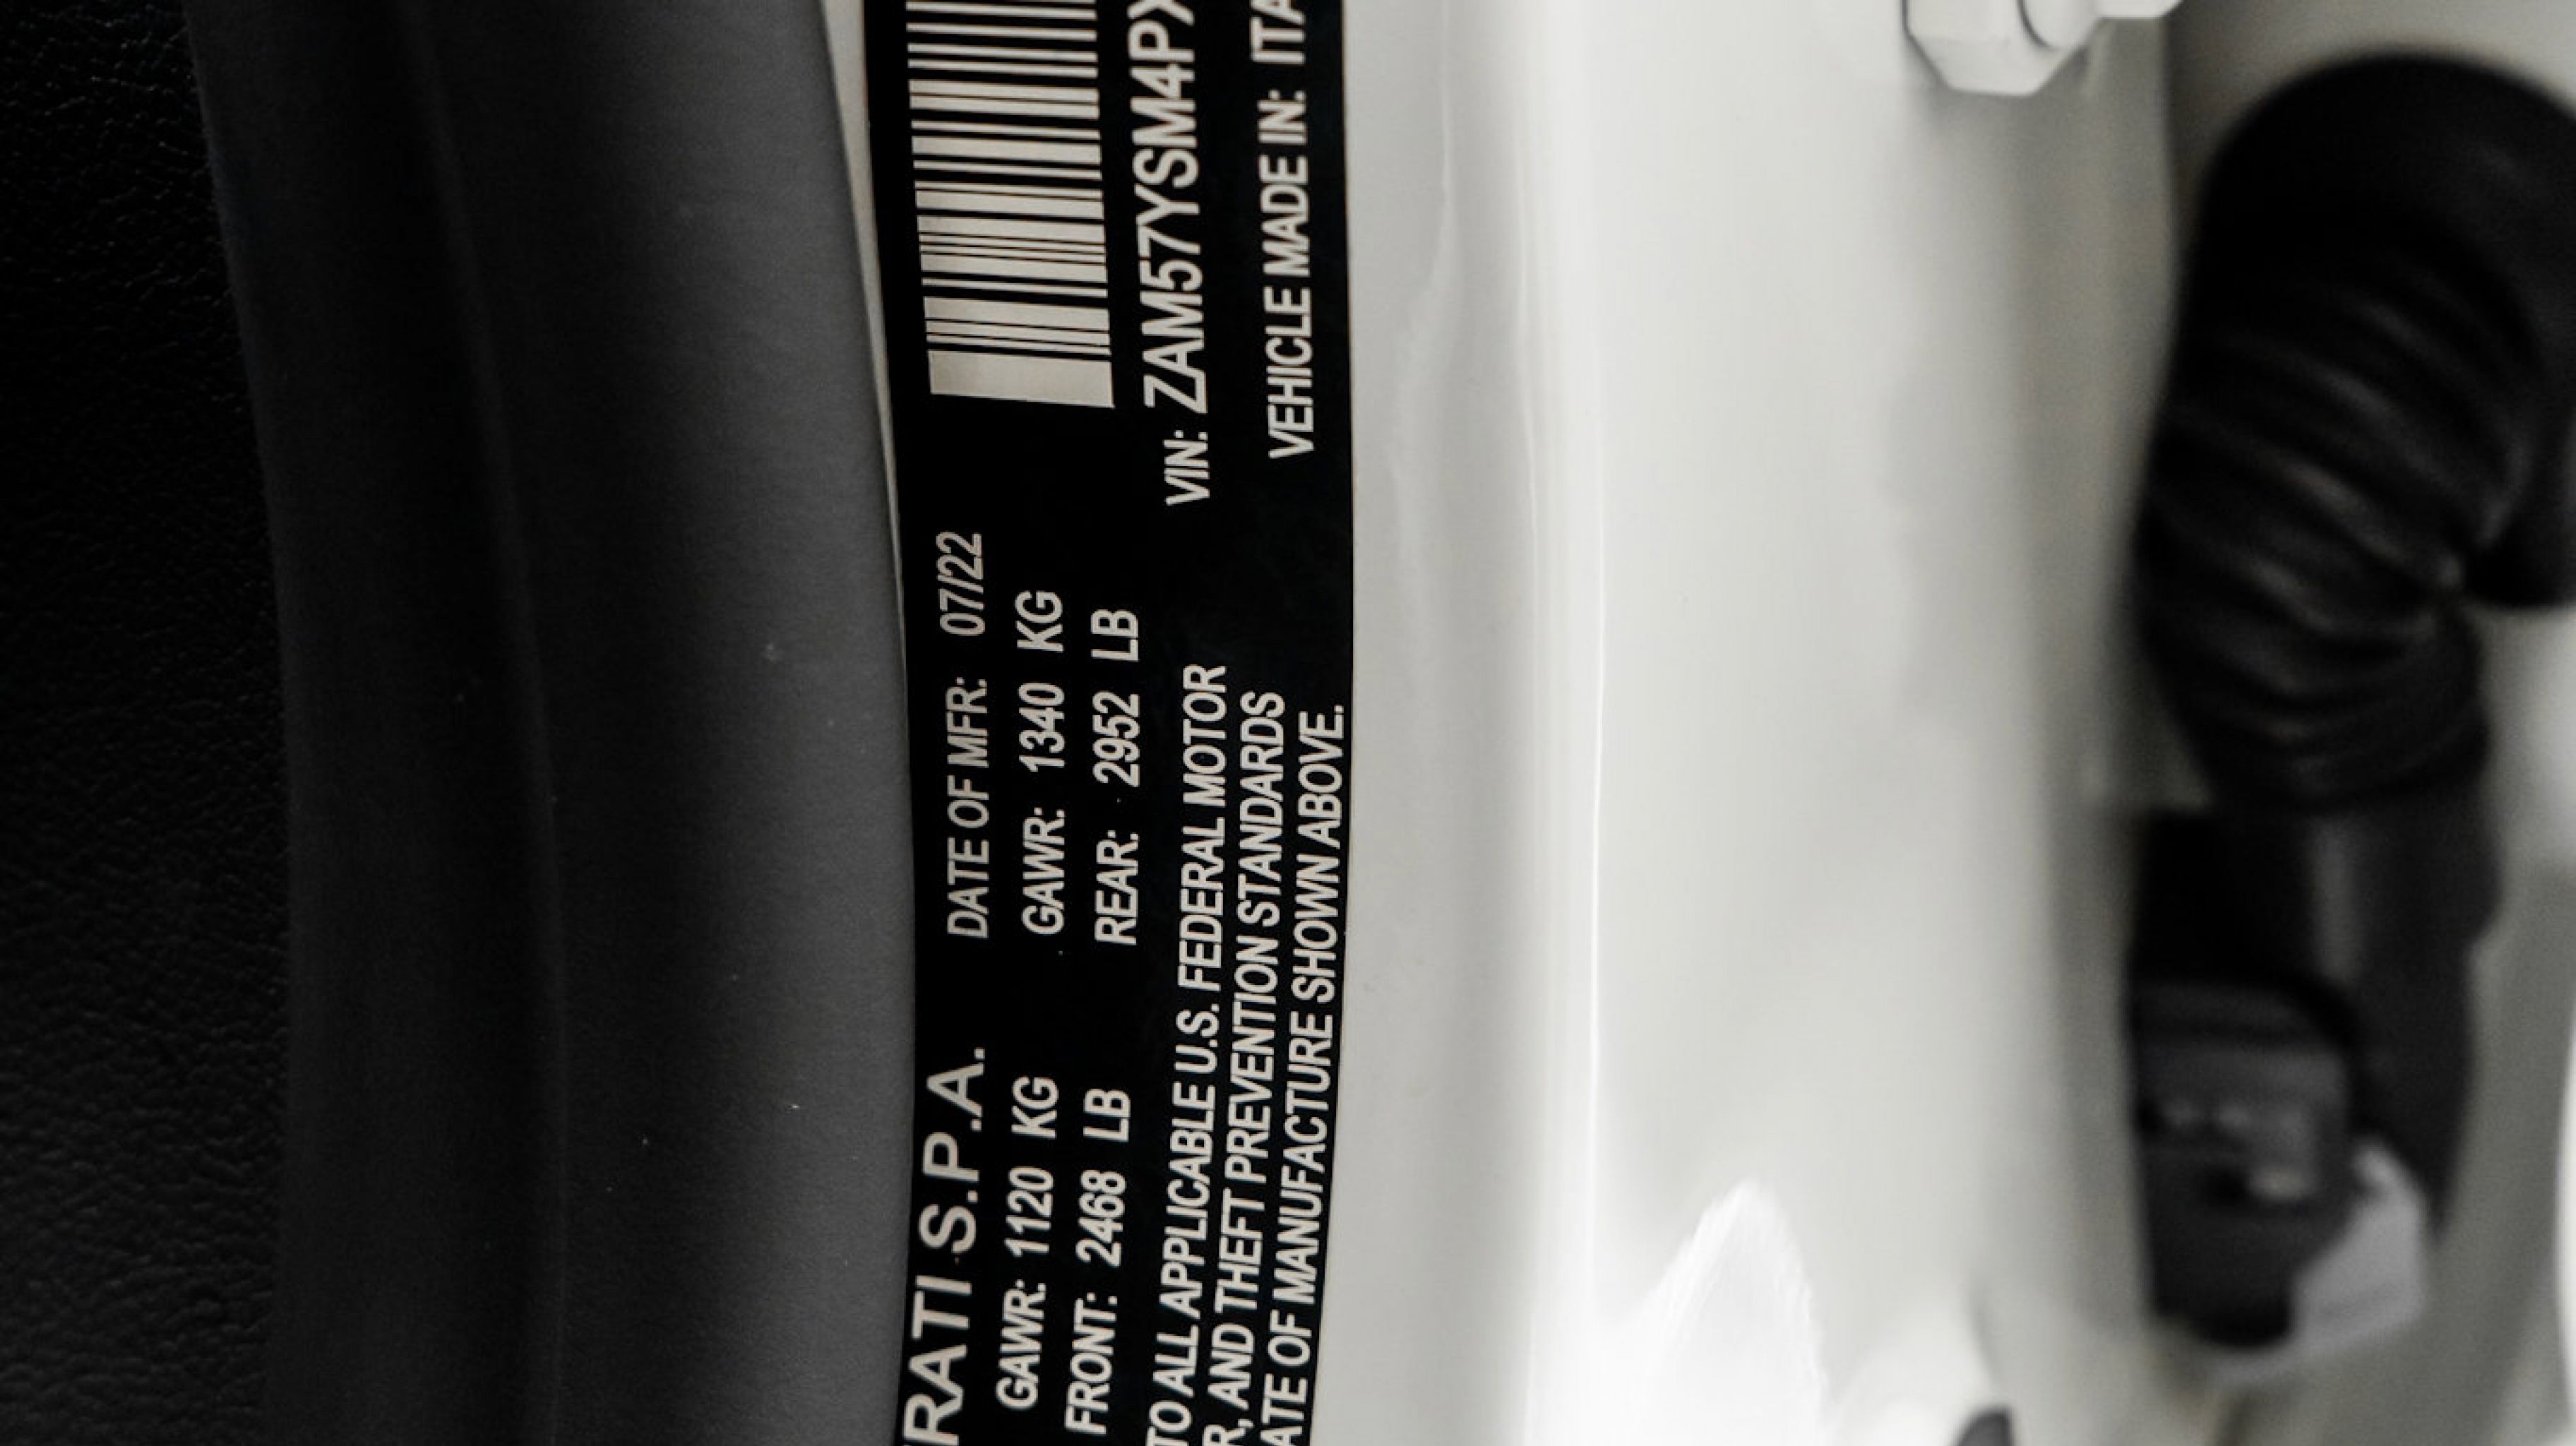 RATI S.P.A. DATE OF MFR: 07/22
GAWR: 1120 KG GAWR: 1340 KG
FRONT: 2468 LB REAR: 2952 LB
VIN: ZAM57YSM4PX
TO ALL APPLICABLE U.S. FEDERAL MOTOR
R, AND THEFT PREVENTION STANDARDS
VEHICLE MADE IN: ITA
ATE OF MANUFACTURE SHOWN ABOVE.